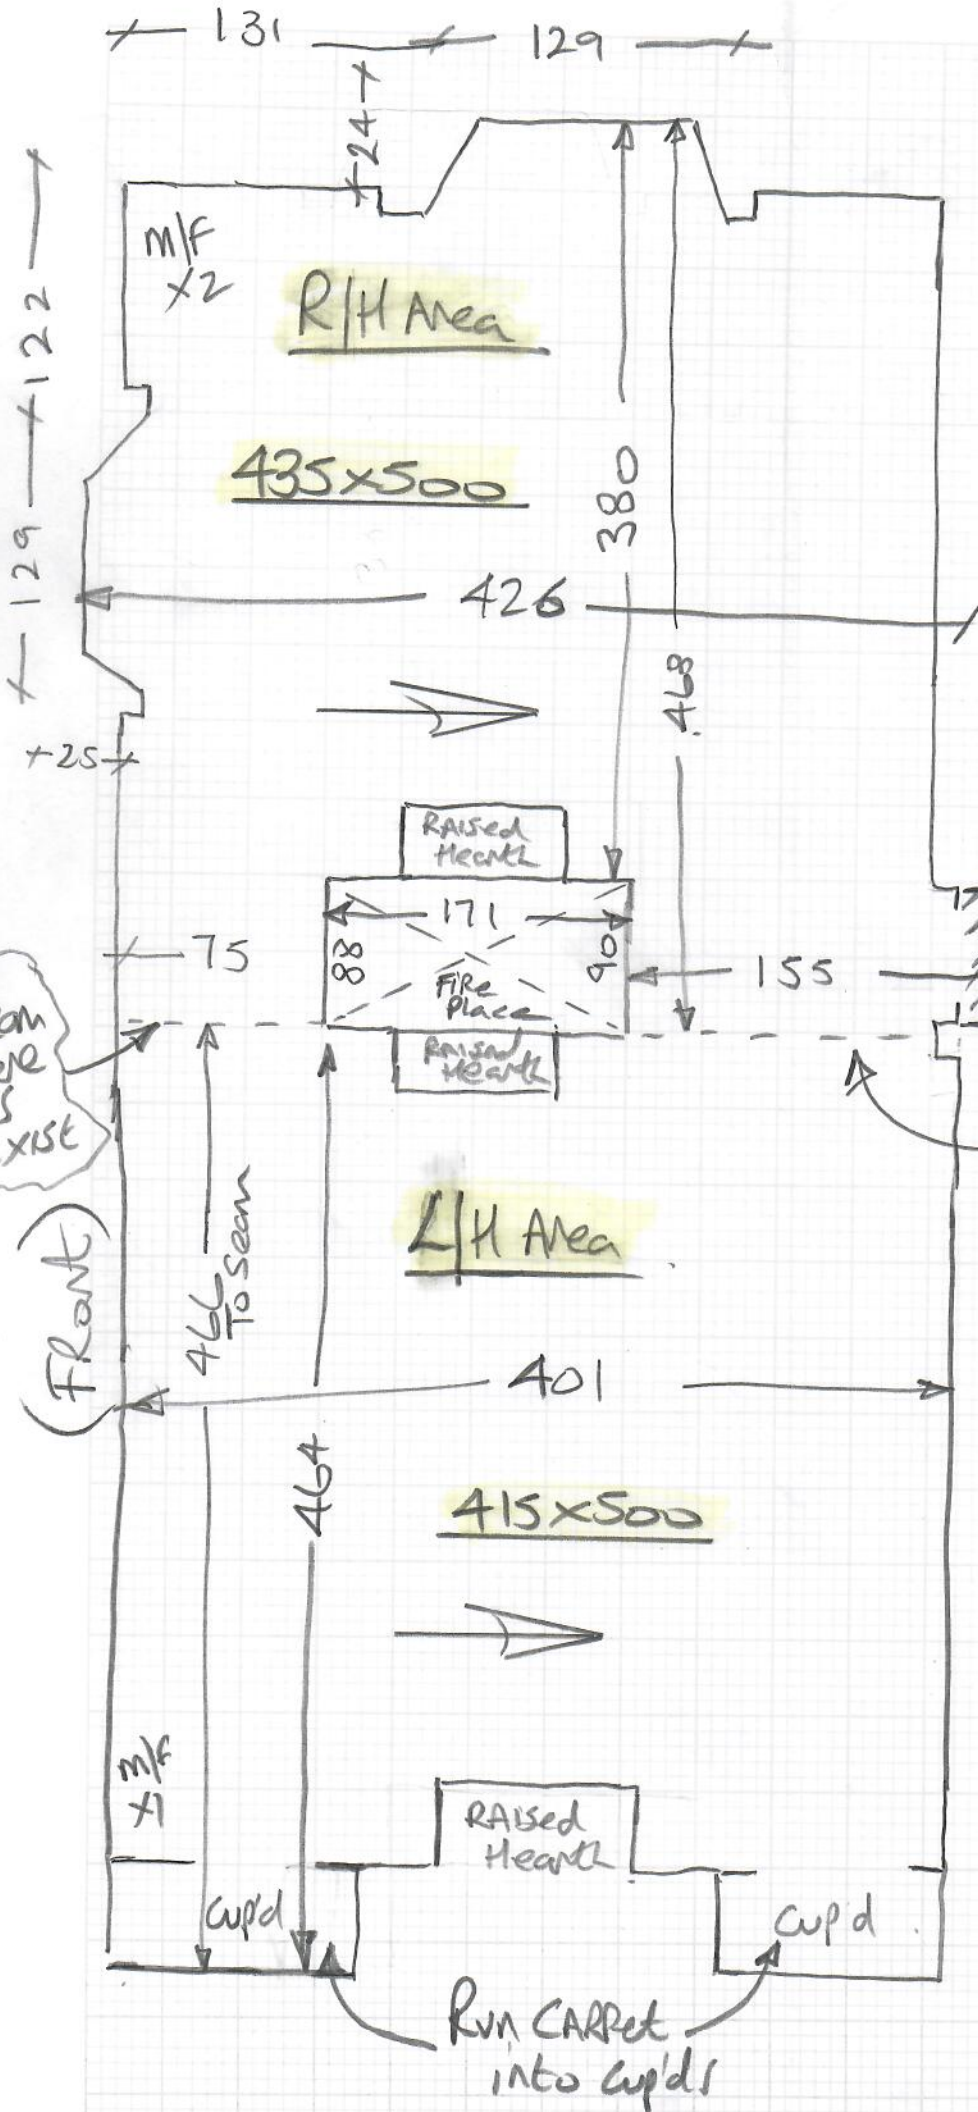 131
129
24
m/f
x2
R/H Area
122
435x500
380
129
426
468
25
RAised
Hearth
171
75
88
90
155
Fire
Place
RAised
Hearth
xist
L/H Area
(FRont)
466
To Seam
401
464
415x500
m/f
x1
RAised
Hearth
cup'd
cup'd
Run CARPet
into cup'ds